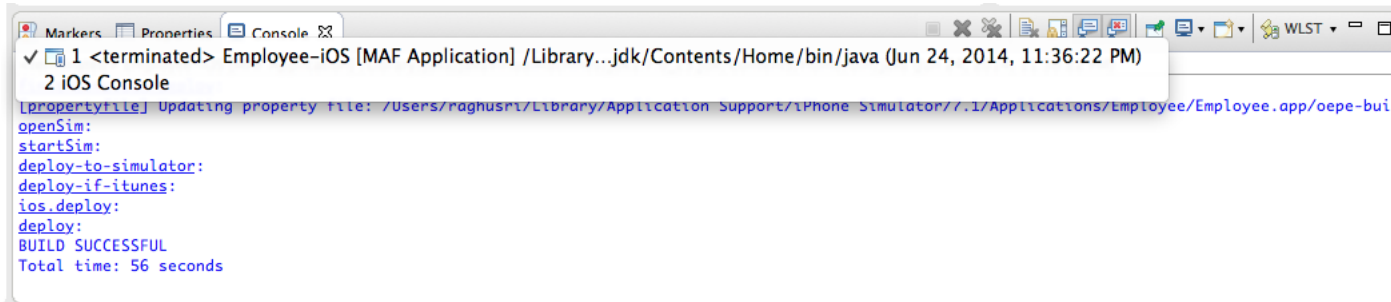 Markers Properties Console WLST
✓ 1 <terminated> Employee-iOS [MAF Application] /Library...jdk/Contents/Home/bin/java (Jun 24, 2014, 11:36:22 PM)
2 iOS Console
[propertyfile] Updating property file: /Users/raghusri/Library/Application Support/iPhone Simulator/7.1/Applications/Employee/Employee.app/oepe-bui
openSim:
startSim:
deploy-to-simulator:
deploy-if-itunes:
ios.deploy:
deploy:
BUILD SUCCESSFUL
Total time: 56 seconds